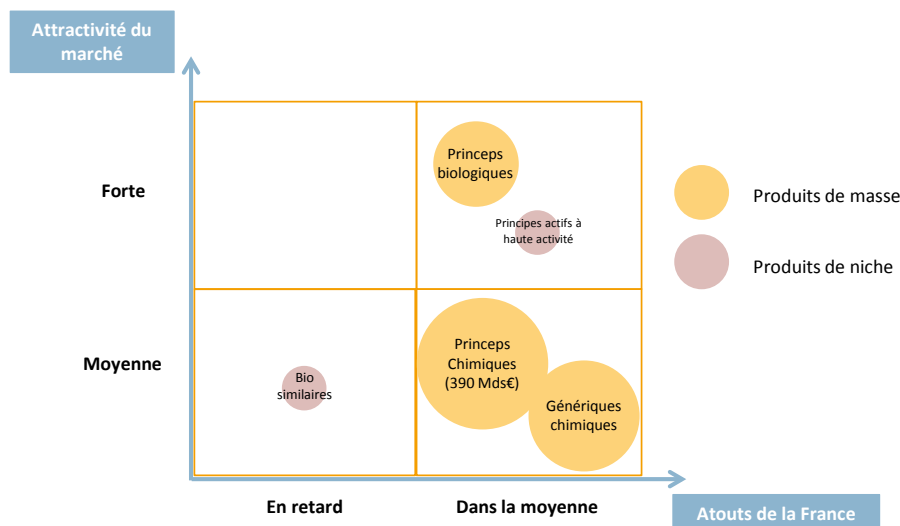 Attractivité du
marché
Forte
Princeps
biologiques
Principes actifs à
haute activité
Produits de masse
Produits de niche
Moyenne
Princeps
Chimiques
(390 Mds€)
Bio
similaires
Génériques
chimiques
En retard
Dans la moyenne
Atouts de la France